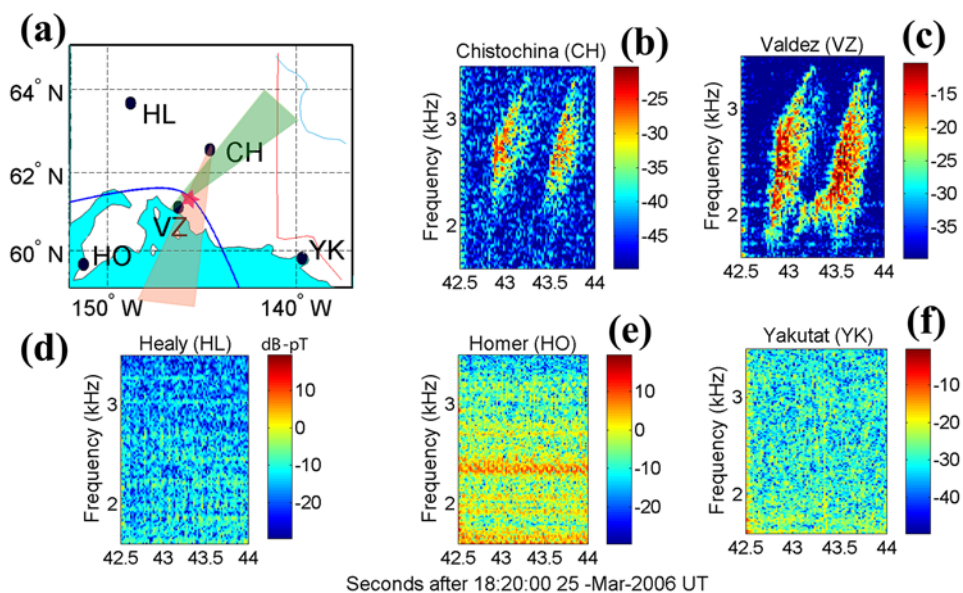 (a)
64° N
62° N
60° N
HL
CH
VZ
HO
YK
150° W
140° W
Chistochina (CH)
(b)
Frequency (kHz)
3
2
42.5 43 43.5 44
-25
-30
-35
-40
-45
Valdez (VZ)
(c)
Frequency (kHz)
3
2
42.5 43 43.5 44
-15
-20
-25
-30
-35
(d)
Healy (HL)
dB-pT
Frequency (kHz)
3
2
42.5 43 43.5 44
10
0
-10
-20
Homer (HO)
(e)
Frequency (kHz)
3
2
42.5 43 43.5 44
10
0
-10
-20
Yakutat (YK)
(f)
Frequency (kHz)
3
2
42.5 43 43.5 44
-10
-20
-30
-40
Seconds after 18:20:00 25 -Mar-2006 UT